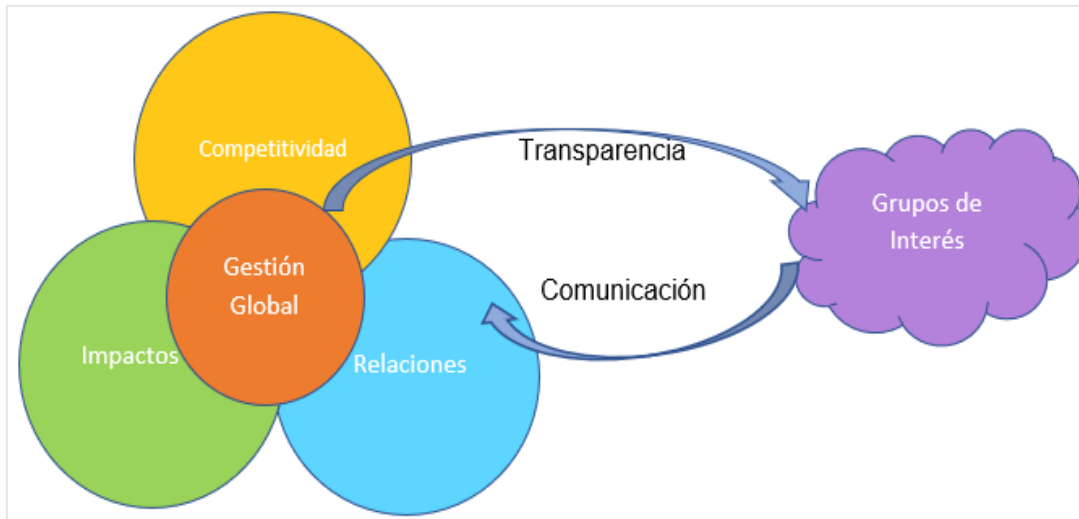 Competitividad
Transparencia
Grupos de
Interés
Gestión
Global
Comunicación
Impactos
Relaciones